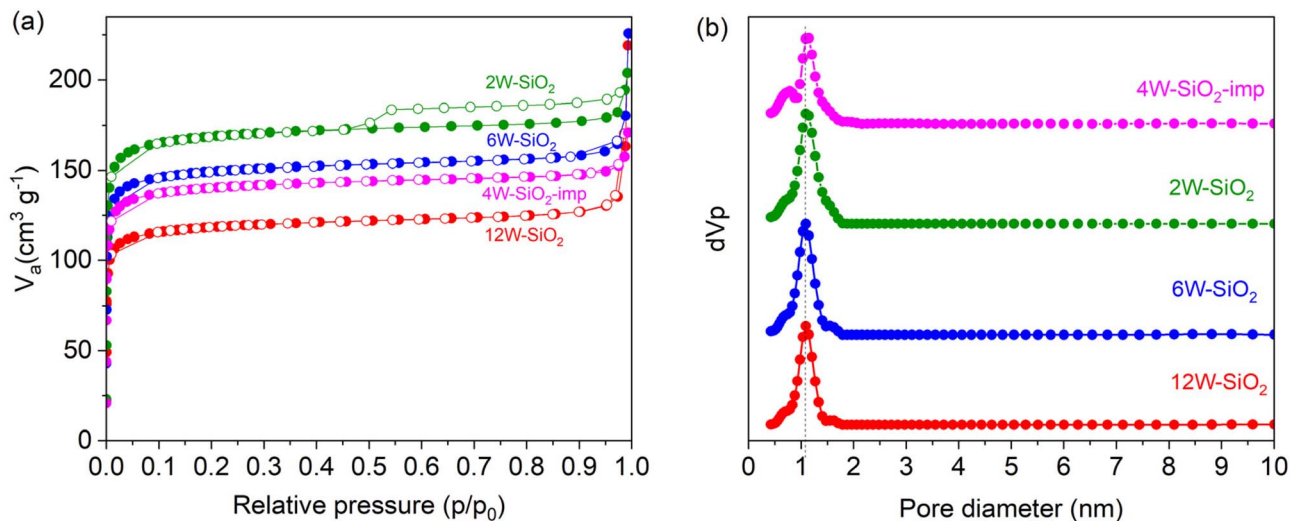 (a)
V_a(cm³ g⁻¹)
200
150
100
50
0
2W-SiO₂
6W-SiO₂
4W-SiO₂-imp
12W-SiO₂
0.0 0.1 0.2 0.3 0.4 0.5 0.6 0.7 0.8 0.9 1.0
Relative pressure (p/p₀)
(b)
dVp
4W-SiO₂-imp
2W-SiO₂
6W-SiO₂
12W-SiO₂
0 1 2 3 4 5 6 7 8 9 10
Pore diameter (nm)